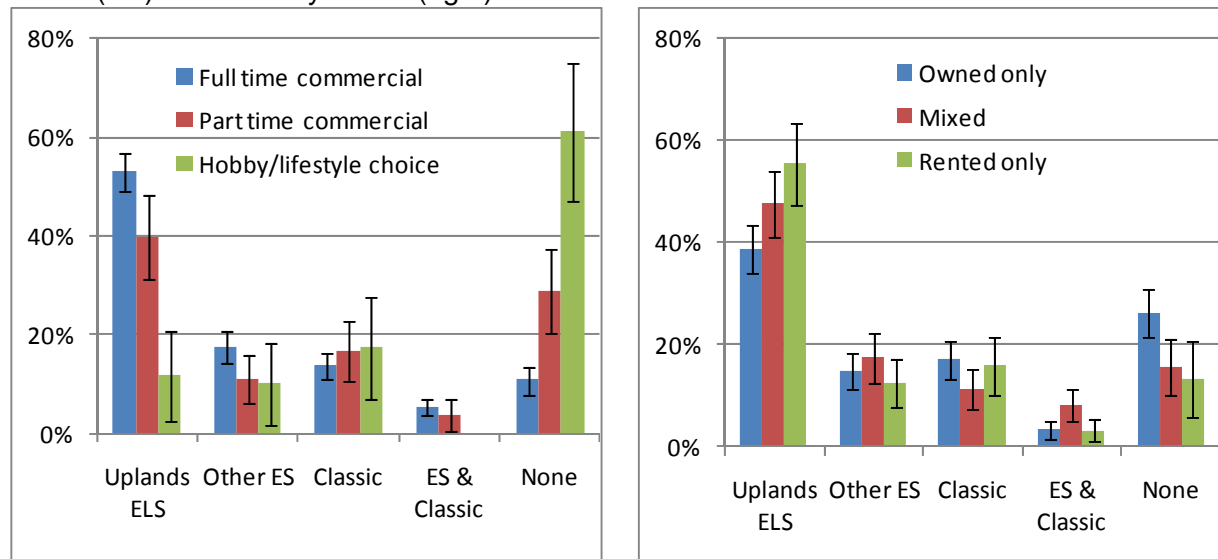 80%
60%
40%
20%
0%
Full time commercial
Part time commercial
Hobby/lifestyle choice
Uplands ELS
Other ES
Classic
ES & Classic
None
80%
60%
40%
20%
0%
Owned only
Mixed
Rented only
Uplands ELS
Other ES
Classic
ES & Classic
None